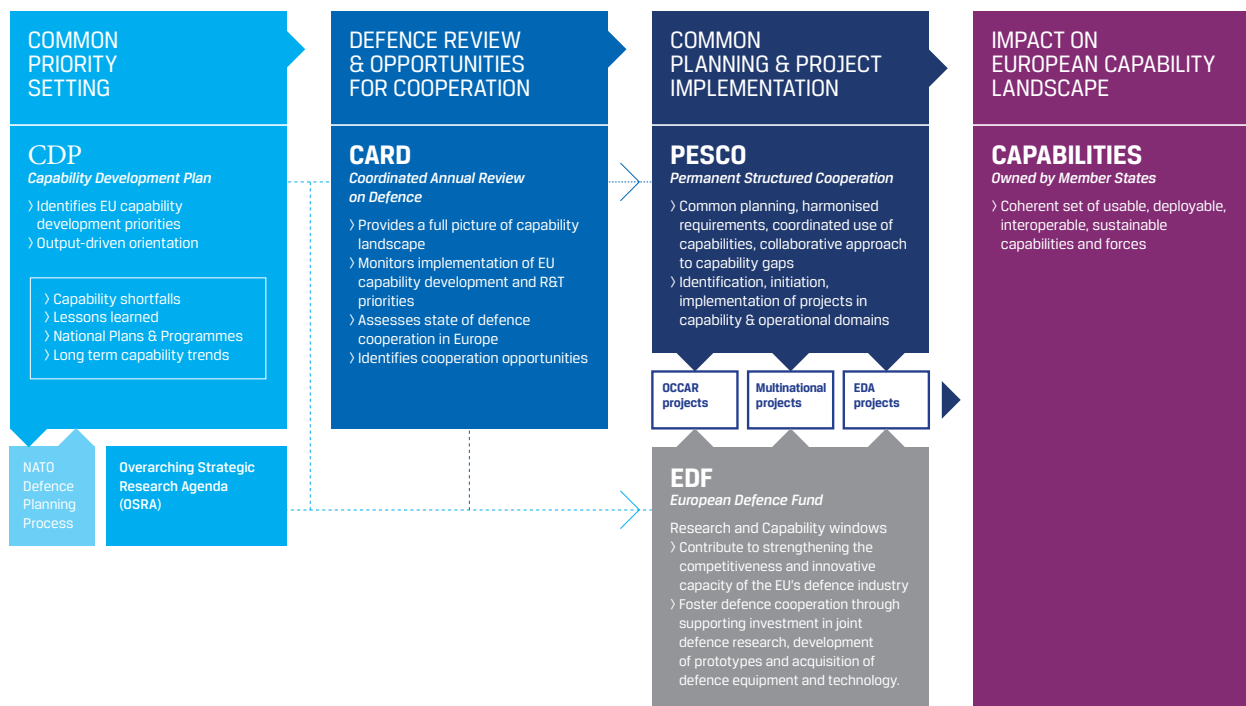 COMMON
PRIORITY
SETTING
CDP
Capability Development Plan
〉Identifies EU capability
development priorities
〉Output-driven orientation
〉Capability shortfalls
〉Lessons learned
〉National Plans & Programmes
〉Long term capability trends
NATO
Defence
Planning
Process
Overarching Strategic
Research Agenda
(OSRA)
DEFENCE REVIEW
& OPPORTUNITIES
FOR COOPERATION
CARD
Coordinated Annual Review
on Defence
〉Provides a full picture of capability
landscape
〉Monitors implementation of EU
capability development and R&T
priorities
〉Assesses state of defence
cooperation in Europe
〉Identifies cooperation opportunities
COMMON
PLANNING & PROJECT
IMPLEMENTATION
PESCO
Permanent Structured Cooperation
〉Common planning, harmonised
requirements, coordinated use of
capabilities, collaborative approach
to capability gaps
〉Identification, initiation,
implementation of projects in
capability & operational domains
OCCAR
projects
Multinational
projects
EDA
projects
EDF
European Defence Fund
Research and Capability windows
〉Contribute to strengthening the
competitiveness and innovative
capacity of the EU's defence industry
〉Foster defence cooperation through
supporting investment in joint
defence research, development
of prototypes and acquisition of
defence equipment and technology.
IMPACT ON
EUROPEAN CAPABILITY
LANDSCAPE
CAPABILITIES
Owned by Member States
〉Coherent set of usable, deployable,
interoperable, sustainable
capabilities and forces